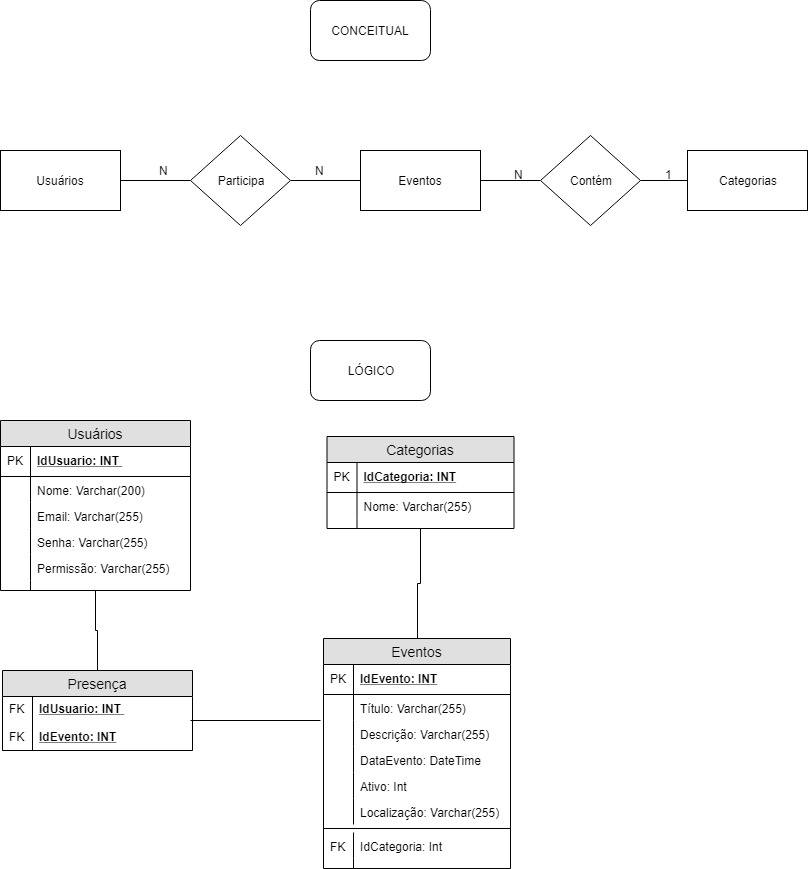 CONCEITUAL
Usuários
N
Participa
N
Eventos
N
Contém
1
Categorias
LÓGICO
Usuários
PK IdUsuario: INT
Nome: Varchar(200)
Email: Varchar(255)
Senha: Varchar(255)
Permissão: Varchar(255)
Categorias
PK IdCategoria: INT
Nome: Varchar(255)
Presença
FK IdUsuario: INT
FK IdEvento: INT
Eventos
PK IdEvento: INT
Título: Varchar(255)
Descrição: Varchar(255)
DataEvento: DateTime
Ativo: Int
Localização: Varchar(255)
FK IdCategoria: Int